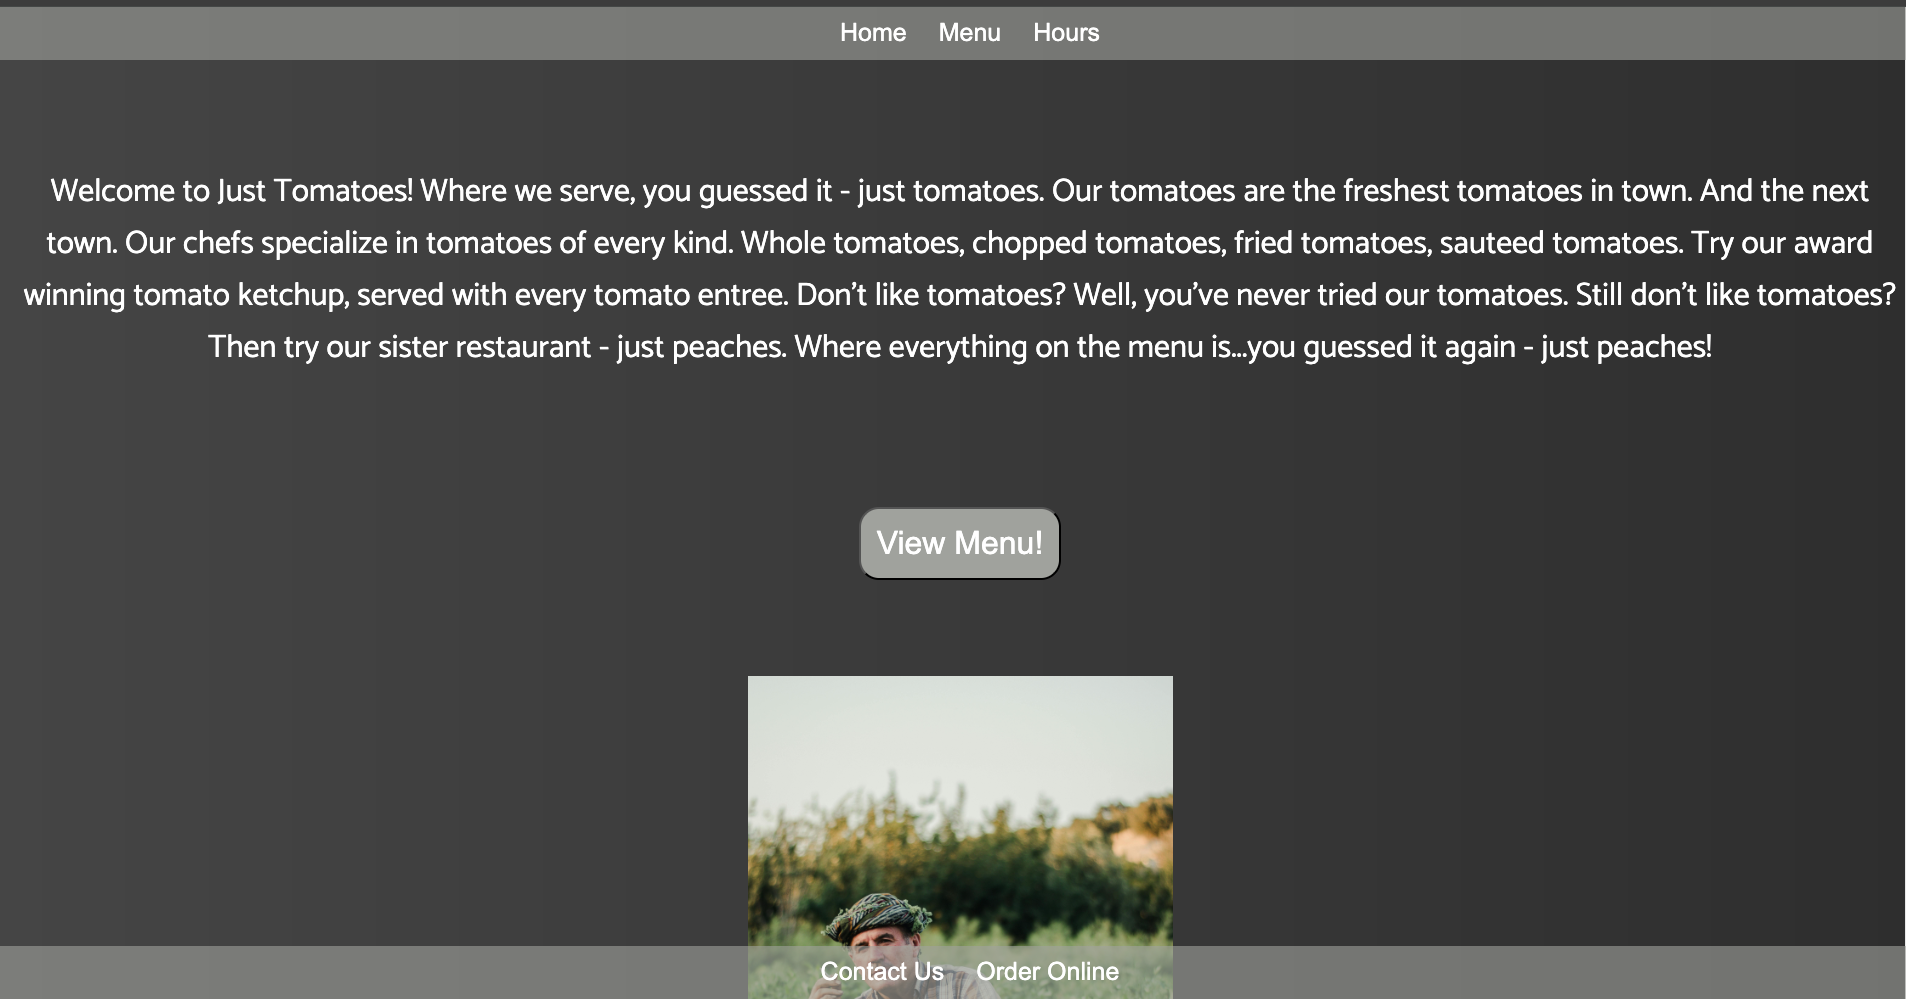 Home Menu Hours
Welcome to Just Tomatoes! Where we serve, you guessed it - just tomatoes. Our tomatoes are the freshest tomatoes in town. And the next
town. Our chefs specialize in tomatoes of every kind. Whole tomatoes, chopped tomatoes, fried tomatoes, sauteed tomatoes. Try our award
winning tomato ketchup, served with every tomato entree. Don't like tomatoes? Well, you've never tried our tomatoes. Still don't like tomatoes?
Then try our sister restaurant - just peaches. Where everything on the menu is...you guessed it again - just peaches!
View Menu!
Contact Us Order Online